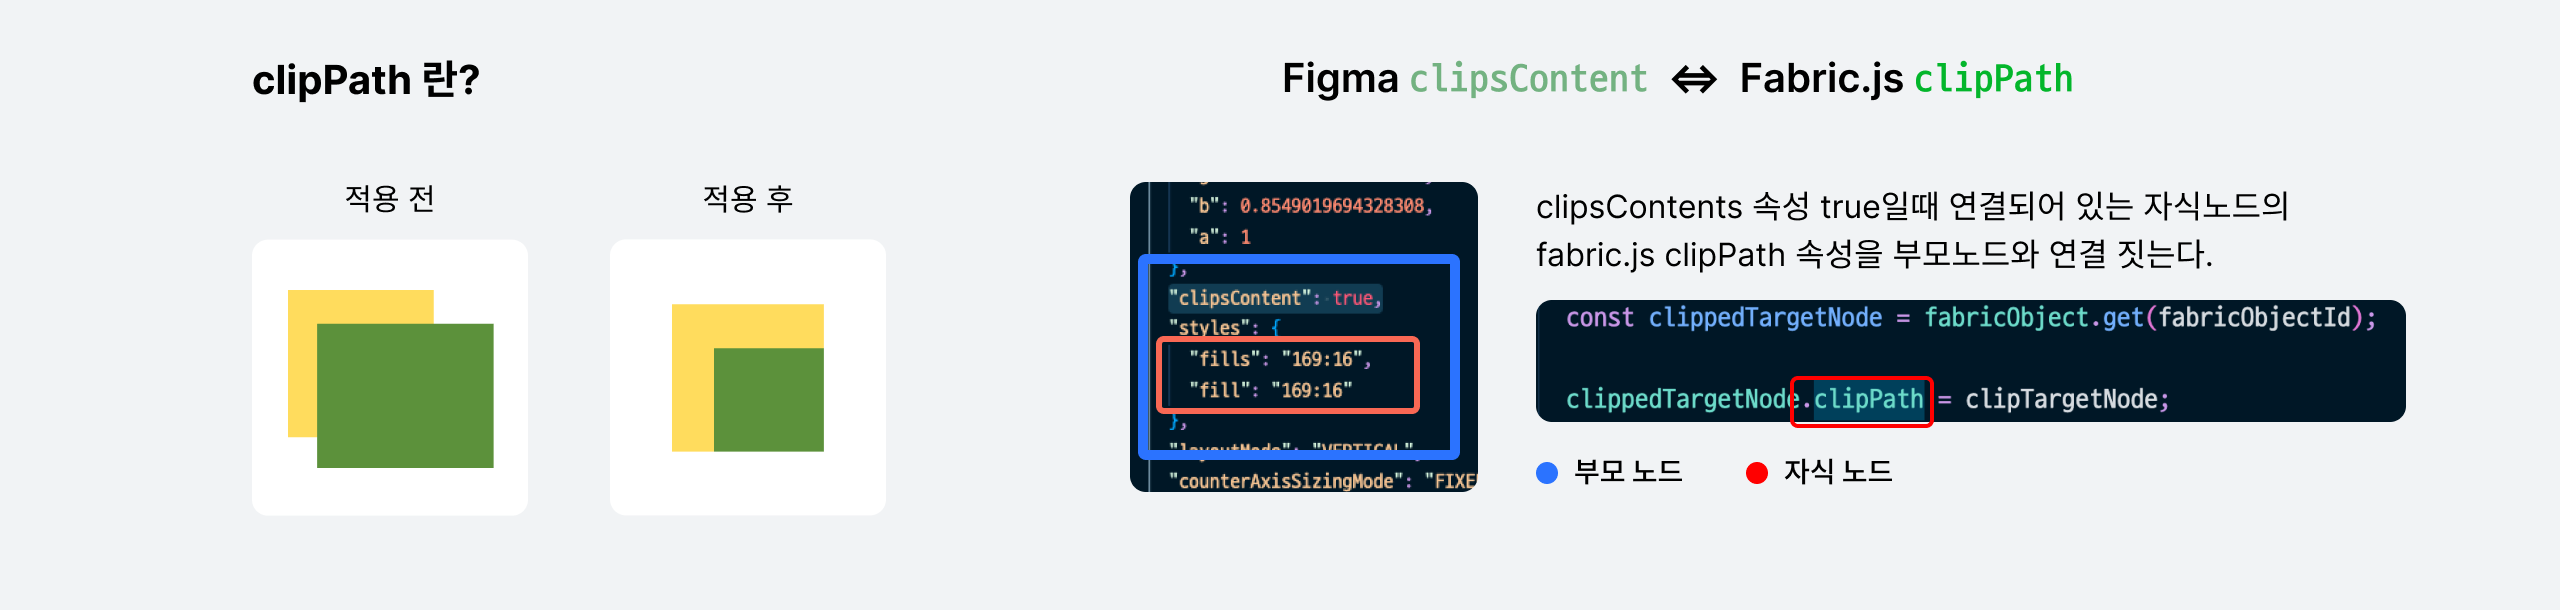 clipPath 란?
적용 전
적용 후
Figma clipsContent ⇔ Fabric.js clipPath
"b": 0.8549019694328308,
"a": 1
},
"clipsContent": true,
"styles": {
"fills": "169:16",
"fill": "169:16"
},
"layoutMode": "VERTICAL",
"counterAxisSizingMode": "FIXE
clipsContents 속성 true일때 연결되어 있는 자식노드의
fabric.js clipPath 속성을 부모노드와 연결 짓는다.
const clippedTargetNode = fabricObject.get(fabricObjectId);
clippedTargetNode.clipPath = clipTargetNode;
부모 노드
자식 노드